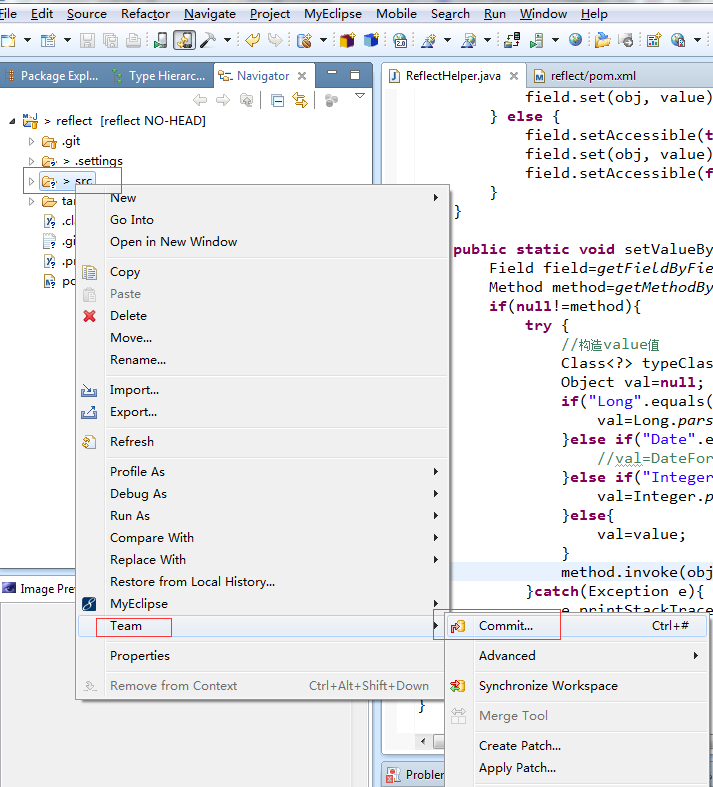 File Edit Source Refactor Navigate Project MyEclipse Mobile Search Run Window Help
Package Expl... Type Hierarc... Navigator
ReflectHelper.java reflect/pom.xml
> reflect [reflect NO-HEAD]
.git
> .settings
> src
.cl
.gi
.pr
po
New
Go Into
Open in New Window
Copy
Paste
Delete
Move...
Rename...
Import...
Export...
Refresh
Profile As
Debug As
Run As
Compare With
Replace With
Restore from Local History...
MyEclipse
Team
Properties
Remove from Context Ctrl+Alt+Shift+Down
Commit... Ctrl+#
Advanced
Synchronize Workspace
Merge Tool
Create Patch...
Apply Patch...
field.set(obj, value)
} else {
field.setAccessible(t
field.set(obj, value)
field.setAccessible(f
}
}
public static void setValueBy
Field field=getFieldByFie
Method method=getMethodBy
if(null!=method){
try {
//构造value值
Class<?> typeClas
Object val=null;
if("Long".equals(
val=Long.pars
}else if("Date".e
//val=DateFor
}else if("Integer
val=Integer.p
}else{
val=value;
}
method.invoke(obj
}catch(Exception e){
e.printStackTrace
}
Image Pre
Probler